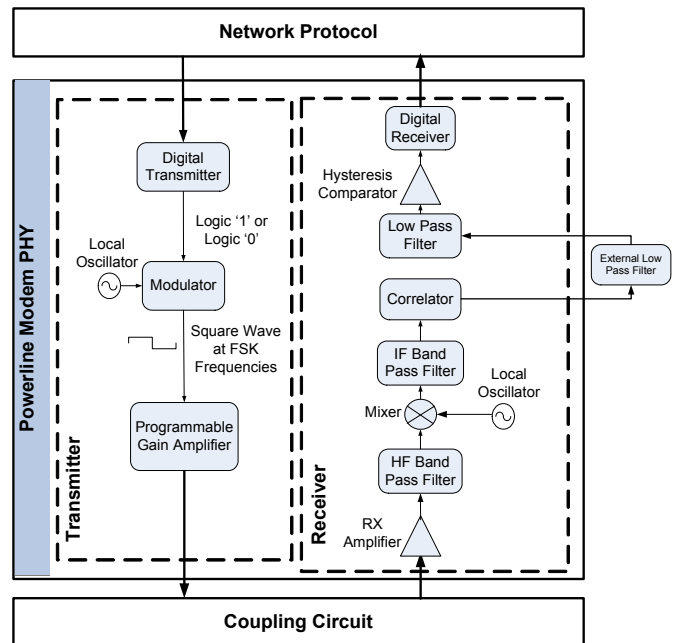 Network Protocol
Powerline Modem PHY
Transmitter
Digital
Transmitter
Logic ‘1’ or
Logic ‘0’
Local
Oscillator
Modulator
Square Wave
at FSK
Frequencies
Programmable
Gain Amplifier
Receiver
Digital
Receiver
Hysteresis
Comparator
Low Pass
Filter
External Low
Pass Filter
Correlator
IF Band
Pass Filter
Mixer
Local
Oscillator
HF Band
Pass Filter
RX
Amplifier
Coupling Circuit